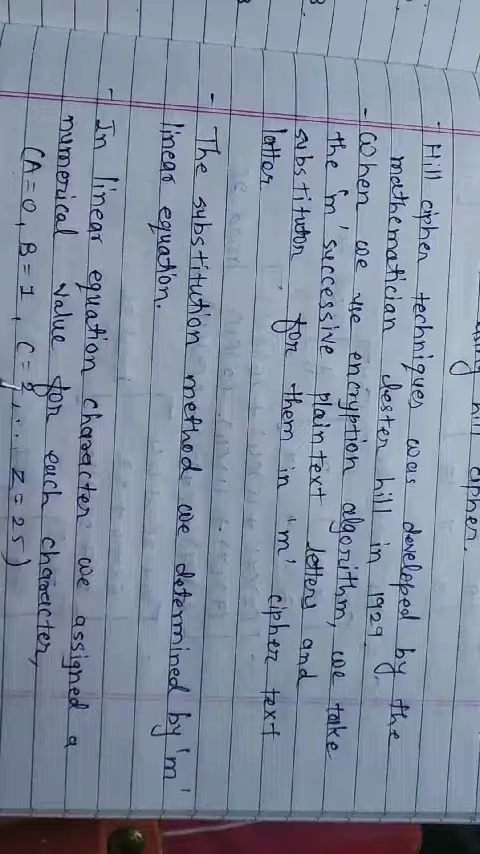 using hill cipher.
- Hill cipher techniques was developed by the
mathematician Lester hill in 1929.
- When we use encryption algorithm, we take
the 'm' successive plaintext letters and
substitutor for them in 'm' cipher text
latter
- The substitution method we determined by 'm'
linear equation.
- In linear equation character we assigned a
numerical value for each character,
(A=0, B=1, C=2, ... Z=25)